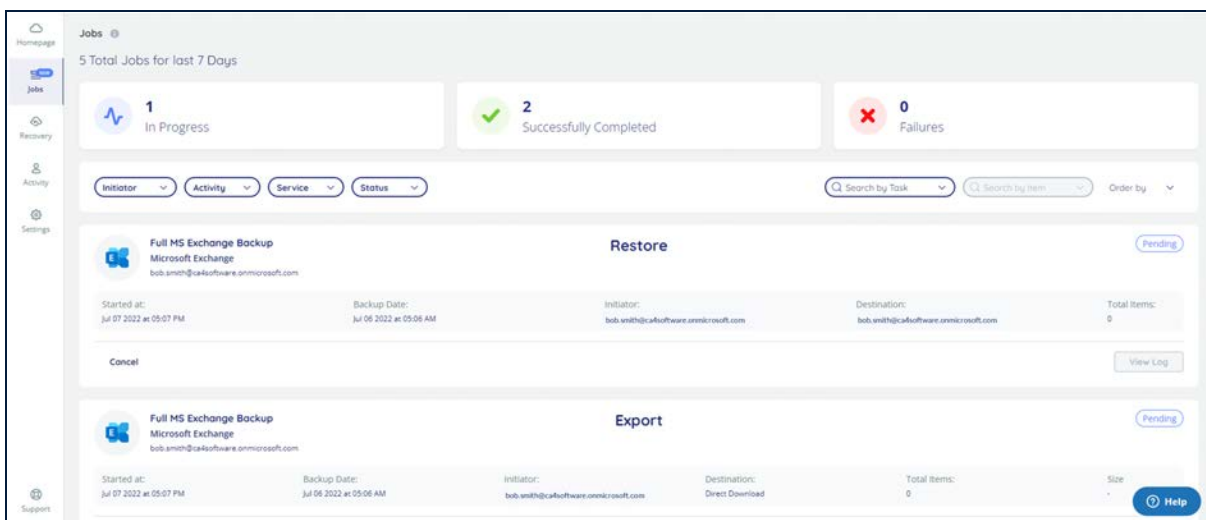 Homepage
Jobs
Recovery
Activity
Settings
Support
Jobs
5 Total Jobs for last 7 Days
1
In Progress
2
Successfully Completed
0
Failures
Initiator
Activity
Service
Status
Search by Task
Search by Item
Order by
Full MS Exchange Backup
Restore
Pending
Microsoft Exchange
bob.smith@ca4software.onmicrosoft.com
Started at:
Backup Date:
Initiator:
Destination:
Total Items:
Jul 07 2022 at 05:07 PM
Jul 06 2022 at 05:06 AM
bob.smith@ca4software.onmicrosoft.com
bob.smith@ca4software.onmicrosoft.com
0
Cancel
View Log
Full MS Exchange Backup
Export
Pending
Microsoft Exchange
bob.smith@ca4software.onmicrosoft.com
Started at:
Backup Date:
Initiator:
Destination:
Total Items:
Size
Jul 07 2022 at 05:07 PM
Jul 06 2022 at 05:06 AM
bob.smith@ca4software.onmicrosoft.com
Direct Download
0
-
Help